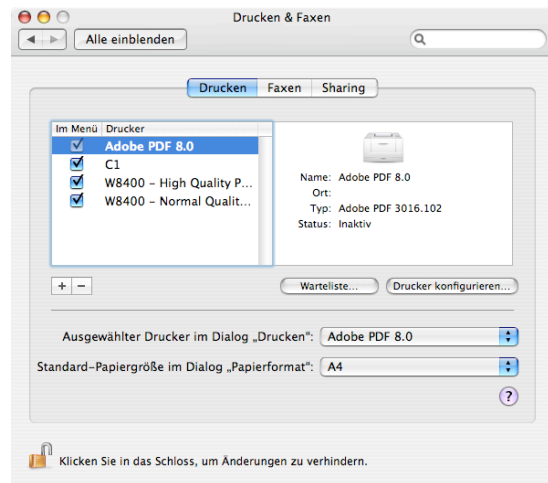 Drucken & Faxen
Alle einblenden
Drucken Faxen Sharing
Im Menü Drucker
Adobe PDF 8.0
C1
W8400 – High Quality P...
W8400 – Normal Qualit...
Name: Adobe PDF 8.0
Ort:
Typ: Adobe PDF 3016.102
Status: Inaktiv
+ −
Warteliste... Drucker konfigurieren...
Ausgewählter Drucker im Dialog „Drucken": Adobe PDF 8.0
Standard-Papiergröße im Dialog „Papierformat": A4
?
Klicken Sie in das Schloss, um Änderungen zu verhindern.